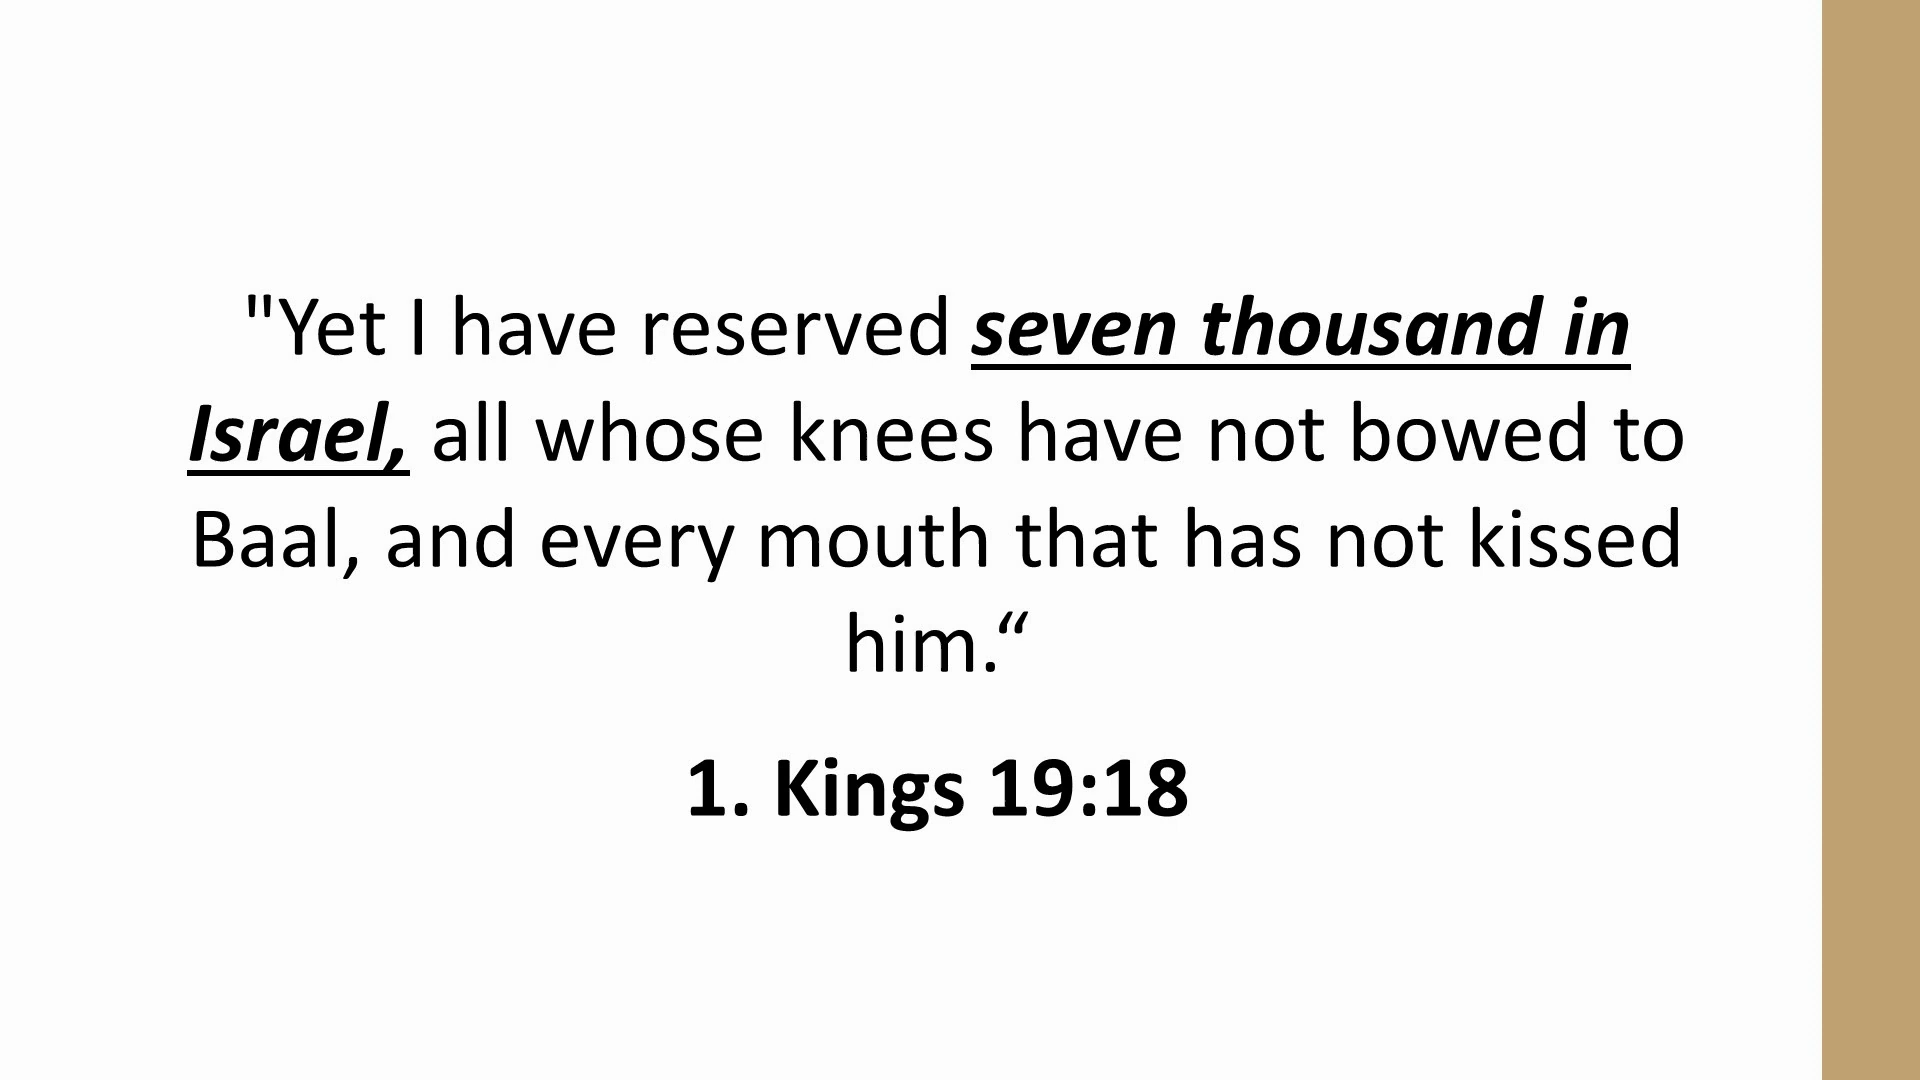 "Yet I have reserved seven thousand in
Israel, all whose knees have not bowed to
Baal, and every mouth that has not kissed
him.“
1. Kings 19:18